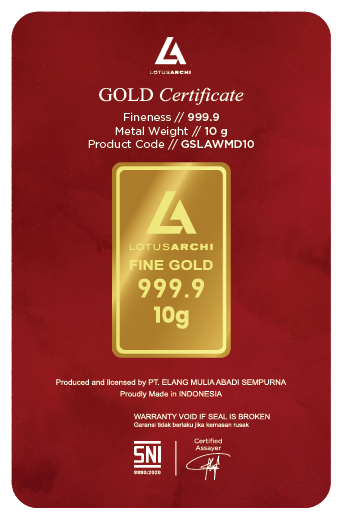 LOTUSARCHI
GOLD Certificate
Fineness // 999.9
Metal Weight // 10 g
Product Code // GSLAWMD10
LOTUSARCHI
FINE GOLD
999.9
10g
Produced and licensed by PT. ELANG MULIA ABADI SEMPURNA
Proudly Made in INDONESIA
WARRANTY VOID IF SEAL IS BROKEN
Garansi tidak berlaku jika kemasan rusak
SNI
8880:2020
Certified
Assayer